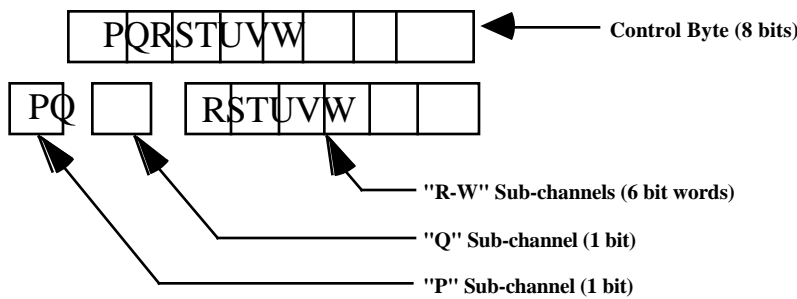 PQRSTUVW
Control Byte (8 bits)
PQ
RSTUVW
"R-W" Sub-channels (6 bit words)
"Q" Sub-channel (1 bit)
"P" Sub-channel (1 bit)